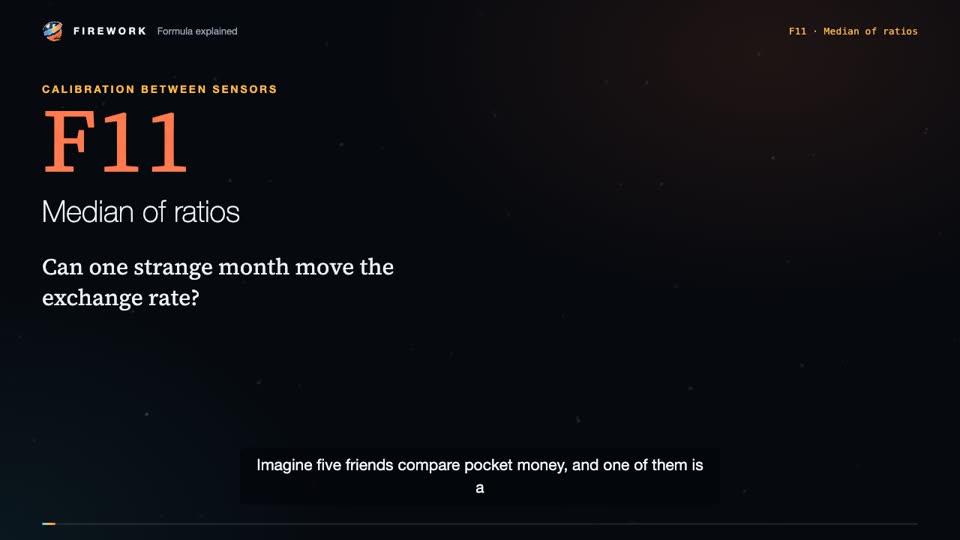 FIREWORK Formula explained
F11 · Median of ratios
CALIBRATION BETWEEN SENSORS
F11
Median of ratios
Can one strange month move the
exchange rate?
Imagine five friends compare pocket money, and one of them is
a